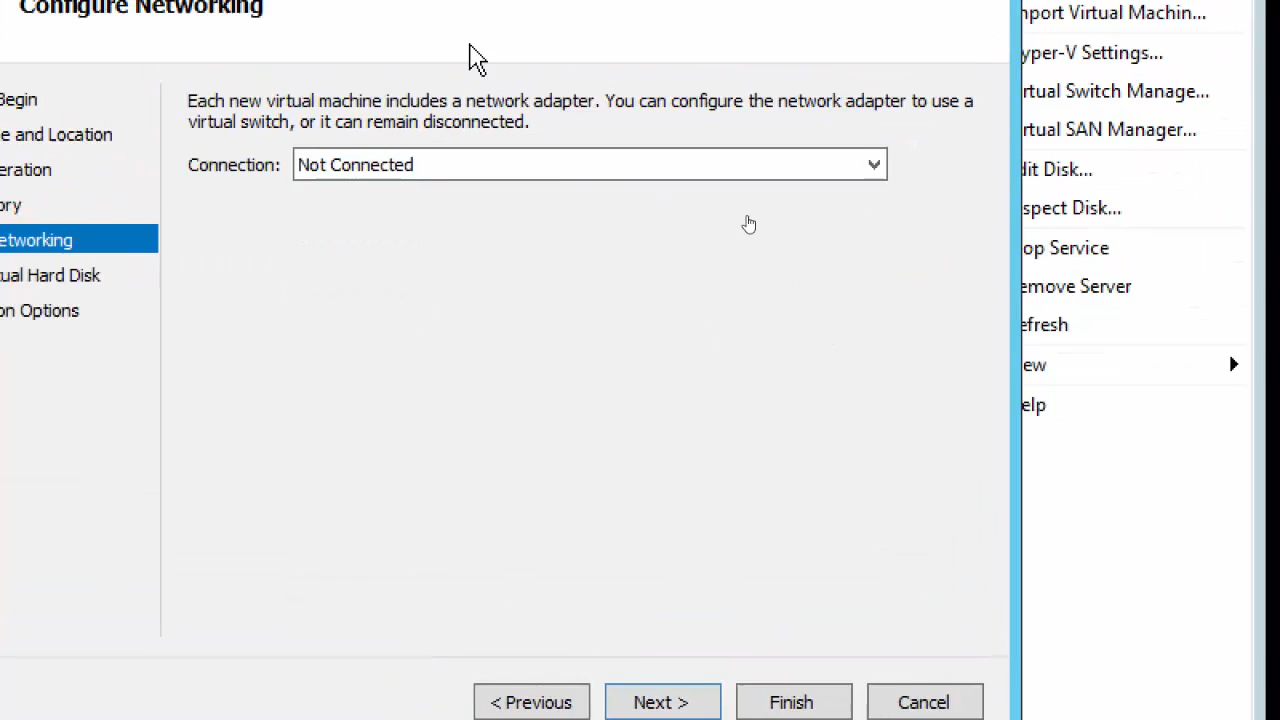 Configure Networking
Begin
e and Location
eration
ory
etworking
tual Hard Disk
on Options
Each new virtual machine includes a network adapter. You can configure the network adapter to use a
virtual switch, or it can remain disconnected.
Connection: Not Connected
< Previous Next > Finish Cancel
mport Virtual Machin...
yper-V Settings...
rtual Switch Manage...
rtual SAN Manager...
dit Disk...
spect Disk...
op Service
emove Server
efresh
ew
elp